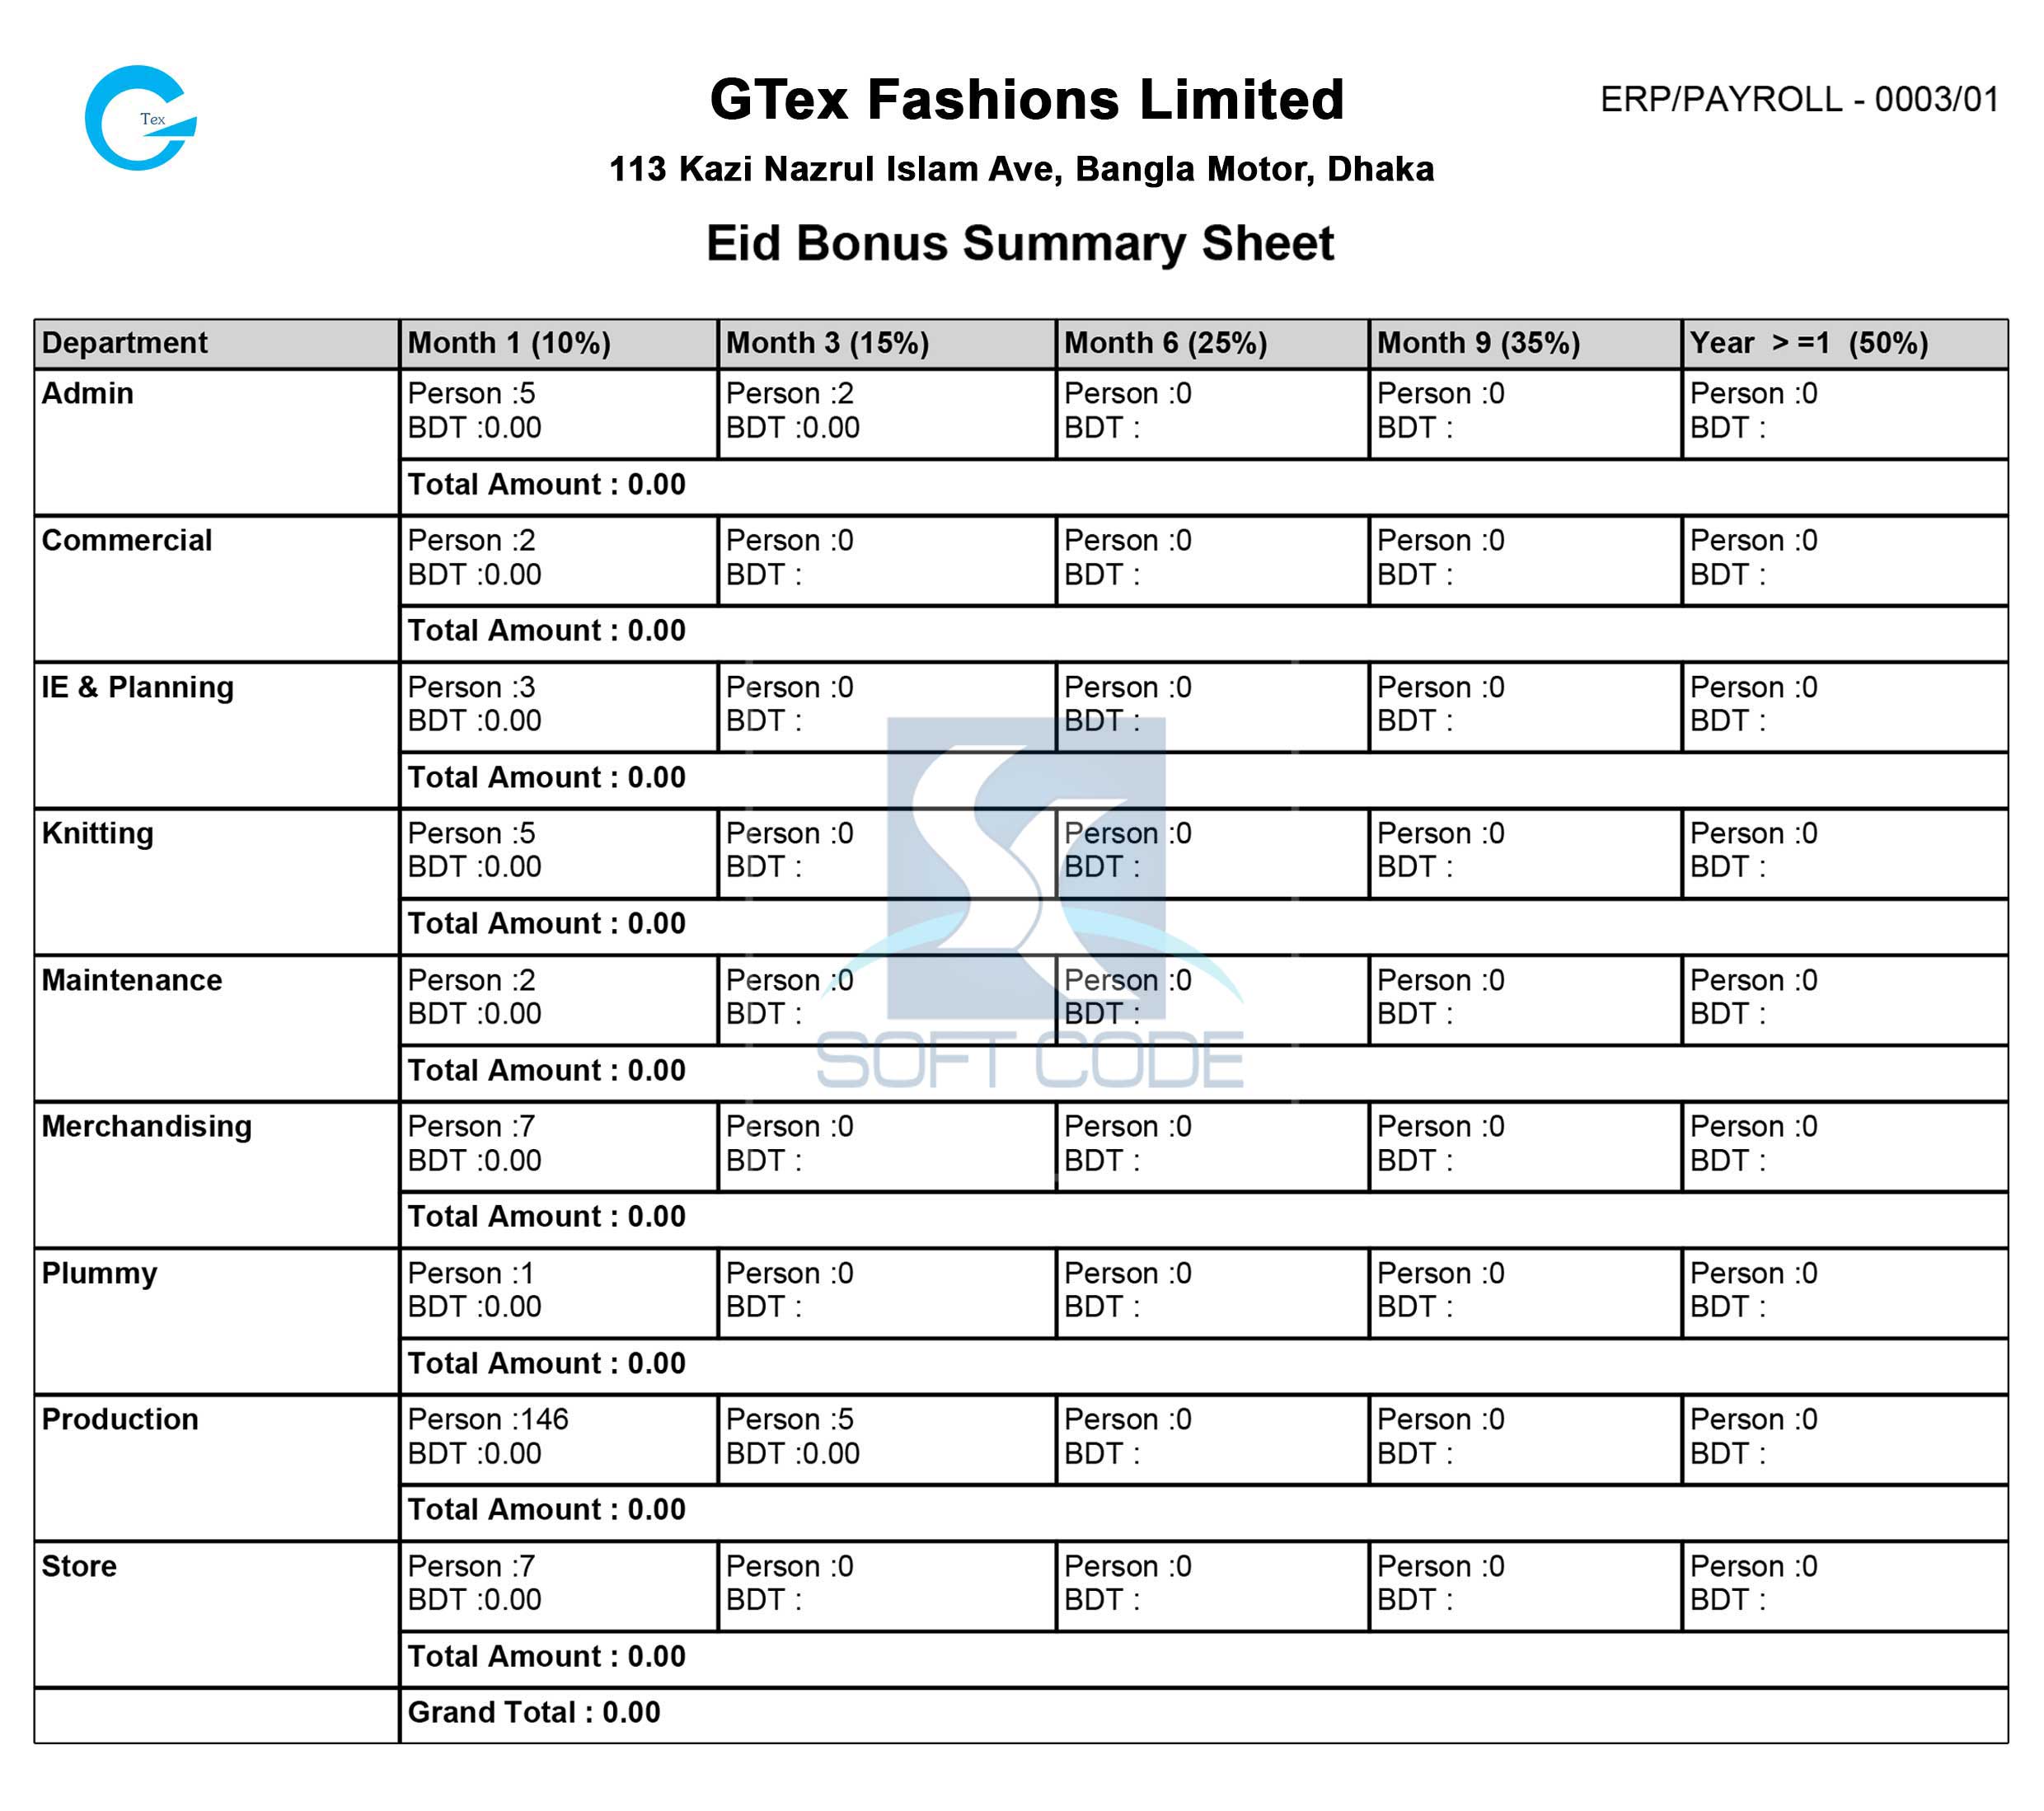 Tex
GTex Fashions Limited
ERP/PAYROLL - 0003/01
113 Kazi Nazrul Islam Ave, Bangla Motor, Dhaka
Eid Bonus Summary Sheet
Department Month 1 (10%) Month 3 (15%) Month 6 (25%) Month 9 (35%) Year > =1 (50%)
Admin Person :5 Person :2 Person :0 Person :0 Person :0
BDT :0.00 BDT :0.00 BDT : BDT : BDT :
Total Amount : 0.00
Commercial Person :2 Person :0 Person :0 Person :0 Person :0
BDT :0.00 BDT : BDT : BDT : BDT :
Total Amount : 0.00
IE & Planning Person :3 Person :0 Person :0 Person :0 Person :0
BDT :0.00 BDT : BDT : BDT : BDT :
Total Amount : 0.00
Knitting Person :5 Person :0 Person :0 Person :0 Person :0
BDT :0.00 BDT : BDT : BDT : BDT :
Total Amount : 0.00
Maintenance Person :2 Person :0 Person :0 Person :0 Person :0
BDT :0.00 BDT : BDT : BDT : BDT :
SOFT CODE
Total Amount : 0.00
Merchandising Person :7 Person :0 Person :0 Person :0 Person :0
BDT :0.00 BDT : BDT : BDT : BDT :
Total Amount : 0.00
Plummy Person :1 Person :0 Person :0 Person :0 Person :0
BDT :0.00 BDT : BDT : BDT : BDT :
Total Amount : 0.00
Production Person :146 Person :5 Person :0 Person :0 Person :0
BDT :0.00 BDT :0.00 BDT : BDT : BDT :
Total Amount : 0.00
Store Person :7 Person :0 Person :0 Person :0 Person :0
BDT :0.00 BDT : BDT : BDT : BDT :
Total Amount : 0.00
Grand Total : 0.00